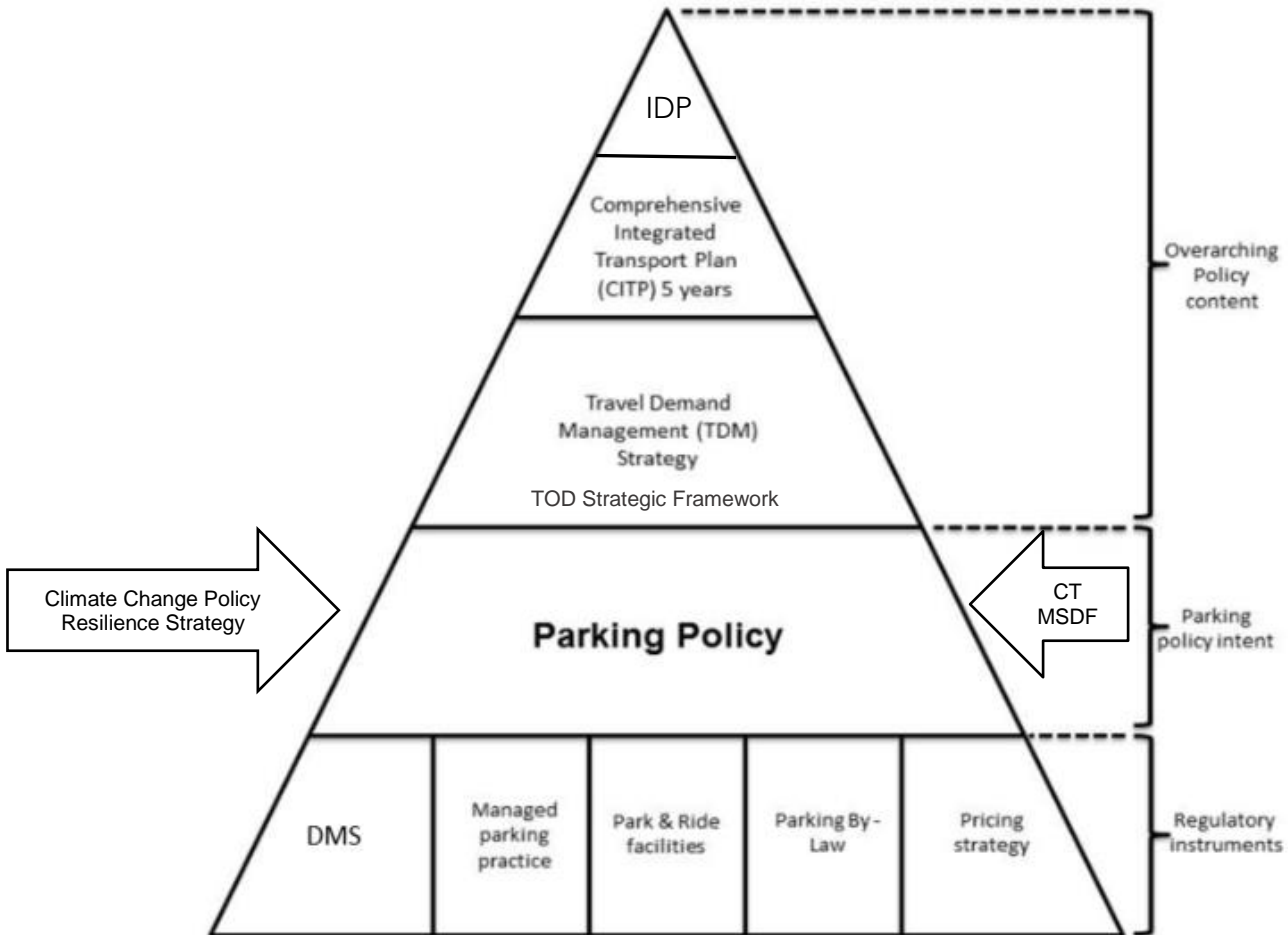 IDP
Comprehensive
Integrated
Transport Plan
(CITP) 5 years
Overarching
Policy
content
Travel Demand
Management (TDM)
Strategy
TOD Strategic Framework
Climate Change Policy
Resilience Strategy
Parking Policy
CT
MSDF
Parking
policy intent
DMS
Managed
parking
practice
Park & Ride
facilities
Parking By -
Law
Pricing
strategy
Regulatory
instruments